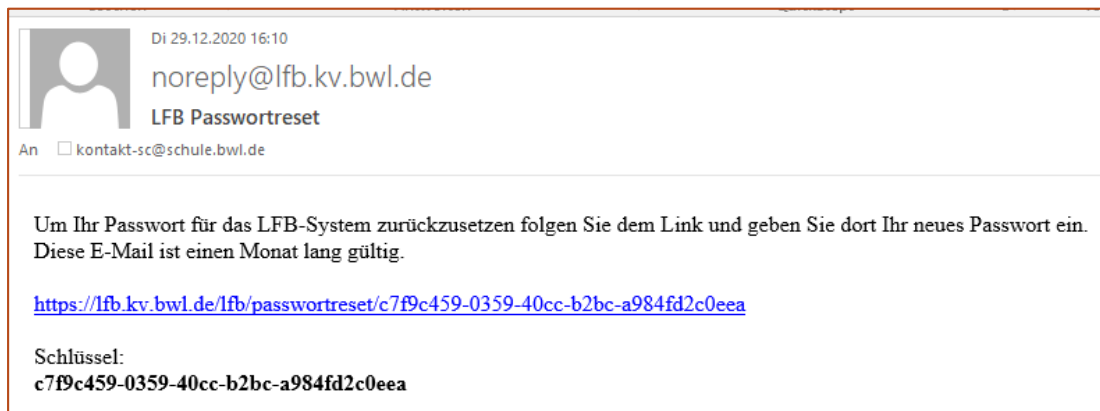 Di 29.12.2020 16:10
noreply@lfb.kv.bwl.de
LFB Passwortreset
An kontakt-sc@schule.bwl.de
Um Ihr Passwort für das LFB-System zurückzusetzen folgen Sie dem Link und geben Sie dort Ihr neues Passwort ein.
Diese E-Mail ist einen Monat lang gültig.
https://lfb.kv.bwl.de/lfb/passwortreset/c7f9c459-0359-40cc-b2bc-a984fd2c0eea
Schlüssel:
c7f9c459-0359-40cc-b2bc-a984fd2c0eea